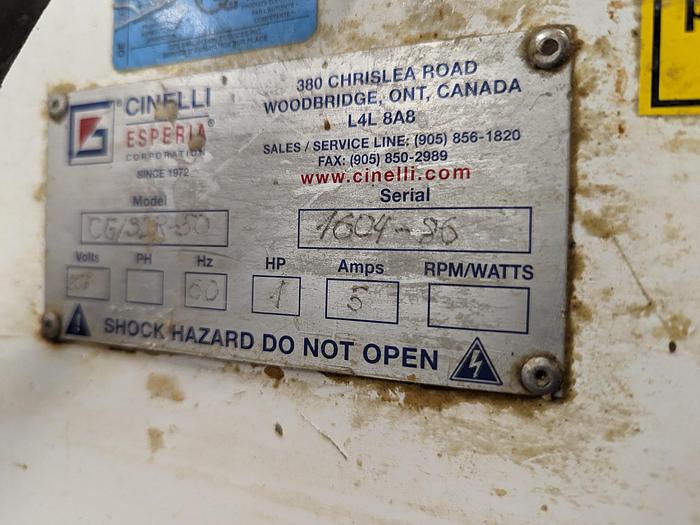 CINELLI
ESPERIA
CORPORATION
SINCE 1972
380 CHRISLEA ROAD
WOODBRIDGE, ONT, CANADA
L4L 8A8
SALES / SERVICE LINE: (905) 856-1820
FAX: (905) 850-2989
www.cinelli.com
Model
Serial
1604-86
Volts PH Hz HP Amps RPM/WATTS
208 60 1 5
SHOCK HAZARD DO NOT OPEN